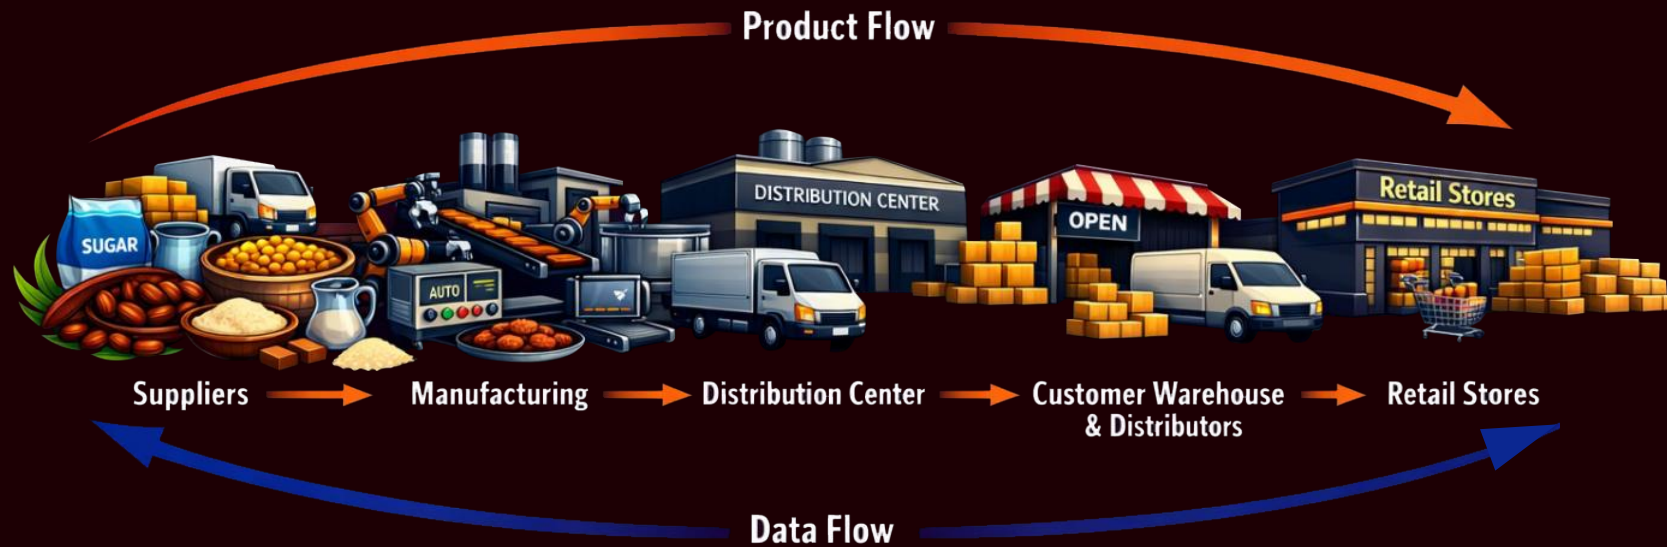 Product Flow
SUGAR
AUTO
DISTRIBUTION CENTER
OPEN
Retail Stores
Suppliers
Manufacturing
Distribution Center
Customer Warehouse
& Distributors
Retail Stores
Data Flow